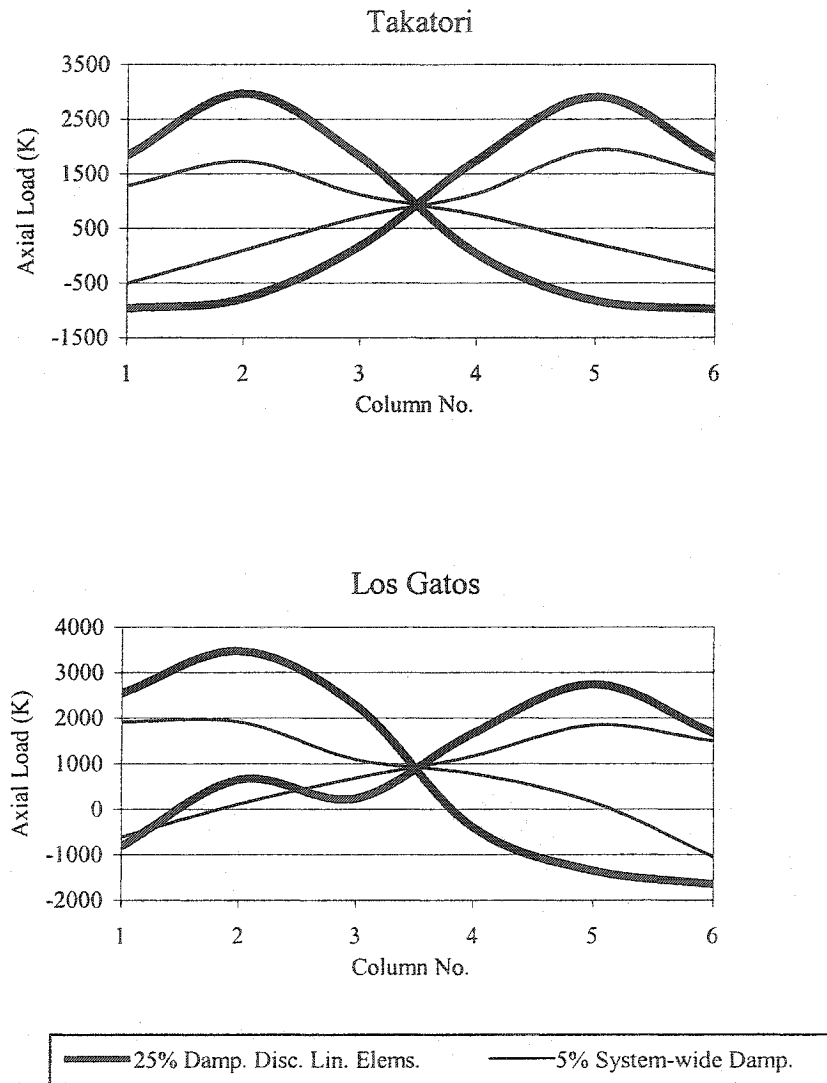 Takatori
3500
2500
1500
500
-500
-1500
Axial Load (K)
1 2 3 4 5 6
Column No.
Los Gatos
4000
3000
2000
1000
0
-1000
-2000
Axial Load (K)
1 2 3 4 5 6
Column No.
25% Damp. Disc. Lin. Elems. 5% System-wide Damp.